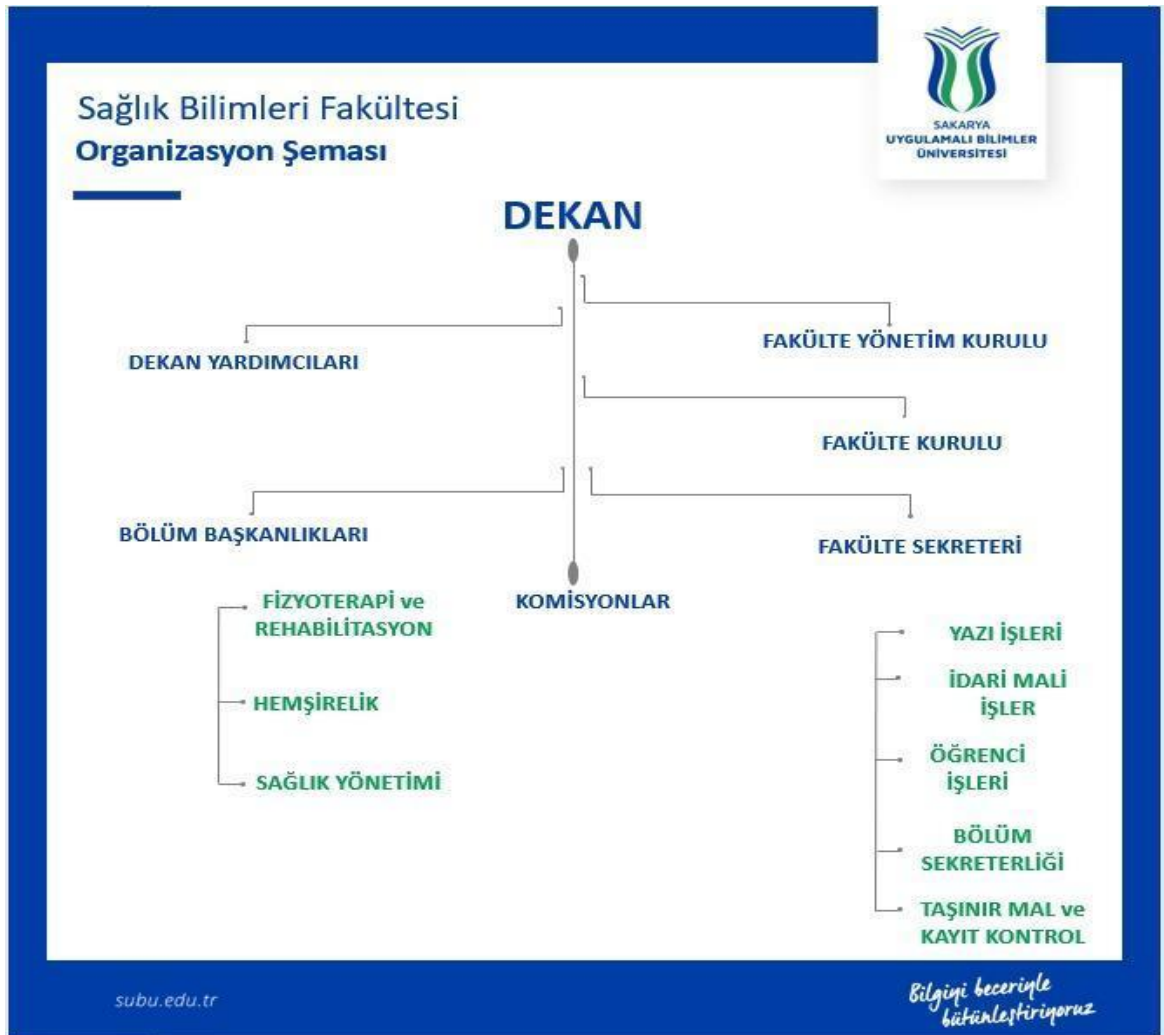 Sağlık Bilimleri Fakültesi
Organizasyon Şeması
SAKARYA
UYGULAMALI BİLİMLER
ÜNİVERSİTESİ
DEKAN
DEKAN YARDIMCILARI
FAKÜLTE YÖNETİM KURULU
FAKÜLTE KURULU
BÖLÜM BAŞKANLIKLARI
FAKÜLTE SEKRETERİ
KOMİSYONLAR
FİZYOTERAPİ ve
REHABİLİTASYON
HEMŞİRELİK
SAĞLIK YÖNETİMİ
YAZI İŞLERİ
İDARİ MALİ
İŞLER
ÖĞRENCİ
İŞLERİ
BÖLÜM
SEKRETERLİĞİ
TAŞINIR MAL ve
KAYIT KONTROL
subu.edu.tr
Bilgiyi beceriyle
bütünleştiriyoruz